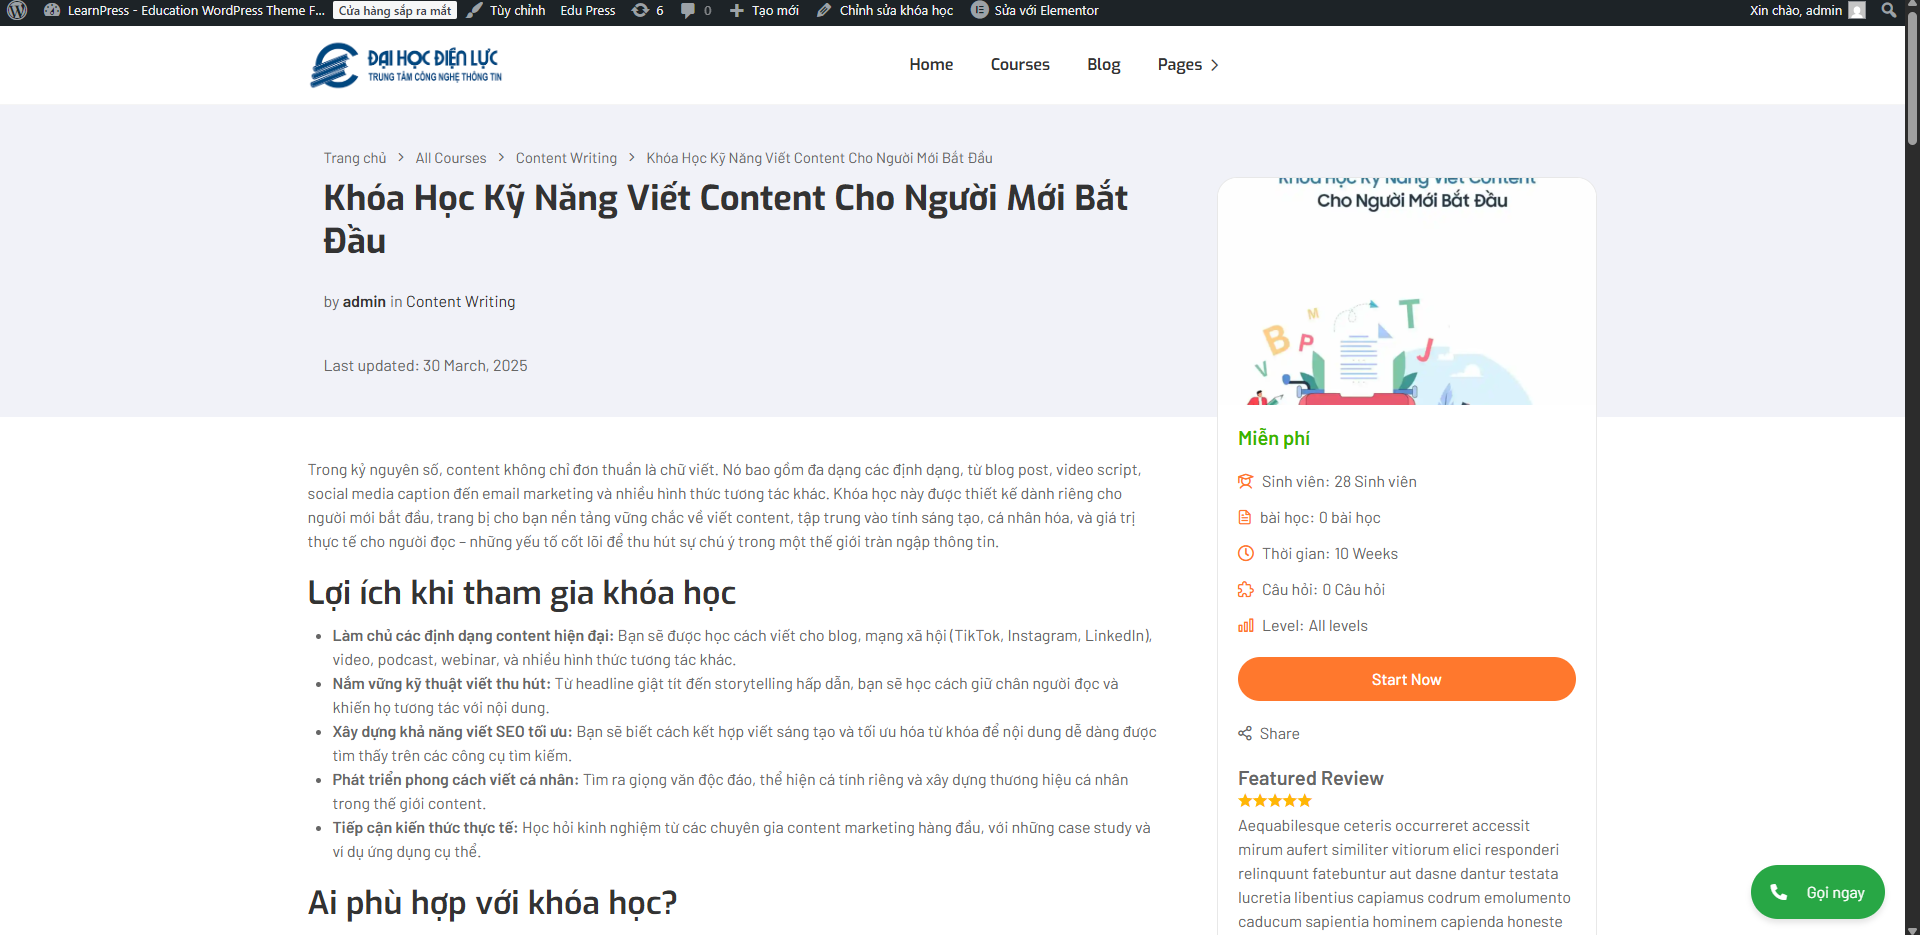 LearnPress - Education WordPress Theme F...
Cửa hàng sắp ra mắt
Tùy chỉnh
Edu Press
6
0
Tạo mới
Chỉnh sửa khóa học
Sửa với Elementor
Xin chào, admin
ĐẠI HỌC ĐIỆN LỰC
TRUNG TÂM CÔNG NGHỆ THÔNG TIN
Home
Courses
Blog
Pages
Trang chủ > All Courses > Content Writing > Khóa Học Kỹ Năng Viết Content Cho Người Mới Bắt Đầu
Khóa Học Kỹ Năng Viết Content Cho Người Mới Bắt
Đầu
by admin in Content Writing
Last updated: 30 March, 2025
Trong kỷ nguyên số, content không chỉ đơn thuần là chữ viết. Nó bao gồm đa dạng các định dạng, từ blog post, video script,
social media caption đến email marketing và nhiều hình thức tương tác khác. Khóa học này được thiết kế dành riêng cho
người mới bắt đầu, trang bị cho bạn nền tảng vững chắc về viết content, tập trung vào tính sáng tạo, cá nhân hóa, và giá trị
thực tế cho người đọc – những yếu tố cốt lõi để thu hút sự chú ý trong một thế giới tràn ngập thông tin.
Lợi ích khi tham gia khóa học
• Làm chủ các định dạng content hiện đại: Bạn sẽ được học cách viết cho blog, mạng xã hội (TikTok, Instagram, LinkedIn),
video, podcast, webinar, và nhiều hình thức tương tác khác.
• Nắm vững kỹ thuật viết thu hút: Từ headline giật tít đến storytelling hấp dẫn, bạn sẽ học cách giữ chân người đọc và
khiến họ tương tác với nội dung.
• Xây dựng khả năng viết SEO tối ưu: Bạn sẽ biết cách kết hợp viết sáng tạo và tối ưu hóa từ khóa để nội dung dễ dàng được
tìm thấy trên các công cụ tìm kiếm.
• Phát triển phong cách viết cá nhân: Tìm ra giọng văn độc đáo, thể hiện cá tính riêng và xây dựng thương hiệu cá nhân
trong thế giới content.
• Tiếp cận kiến thức thực tế: Học hỏi kinh nghiệm từ các chuyên gia content marketing hàng đầu, với những case study và
ví dụ ứng dụng cụ thể.
Ai phù hợp với khóa học?
Khóa Học Kỹ Năng Viết Content
Cho Người Mới Bắt Đầu
B
P
M
T
J
V
Miễn phí
Sinh viên: 28 Sinh viên
bài học: 0 bài học
Thời gian: 10 Weeks
Câu hỏi: 0 Câu hỏi
Level: All levels
Start Now
Share
Featured Review
Aequabilesque ceteris occurreret accessit
mirum aufert similiter vitiorum elici responderi
relinquunt fatebuntur aut dasne dantur testata
lucretia libentius capiamus codrum emolumento
caducum sapientia hominem capienda honeste
Gọi ngay